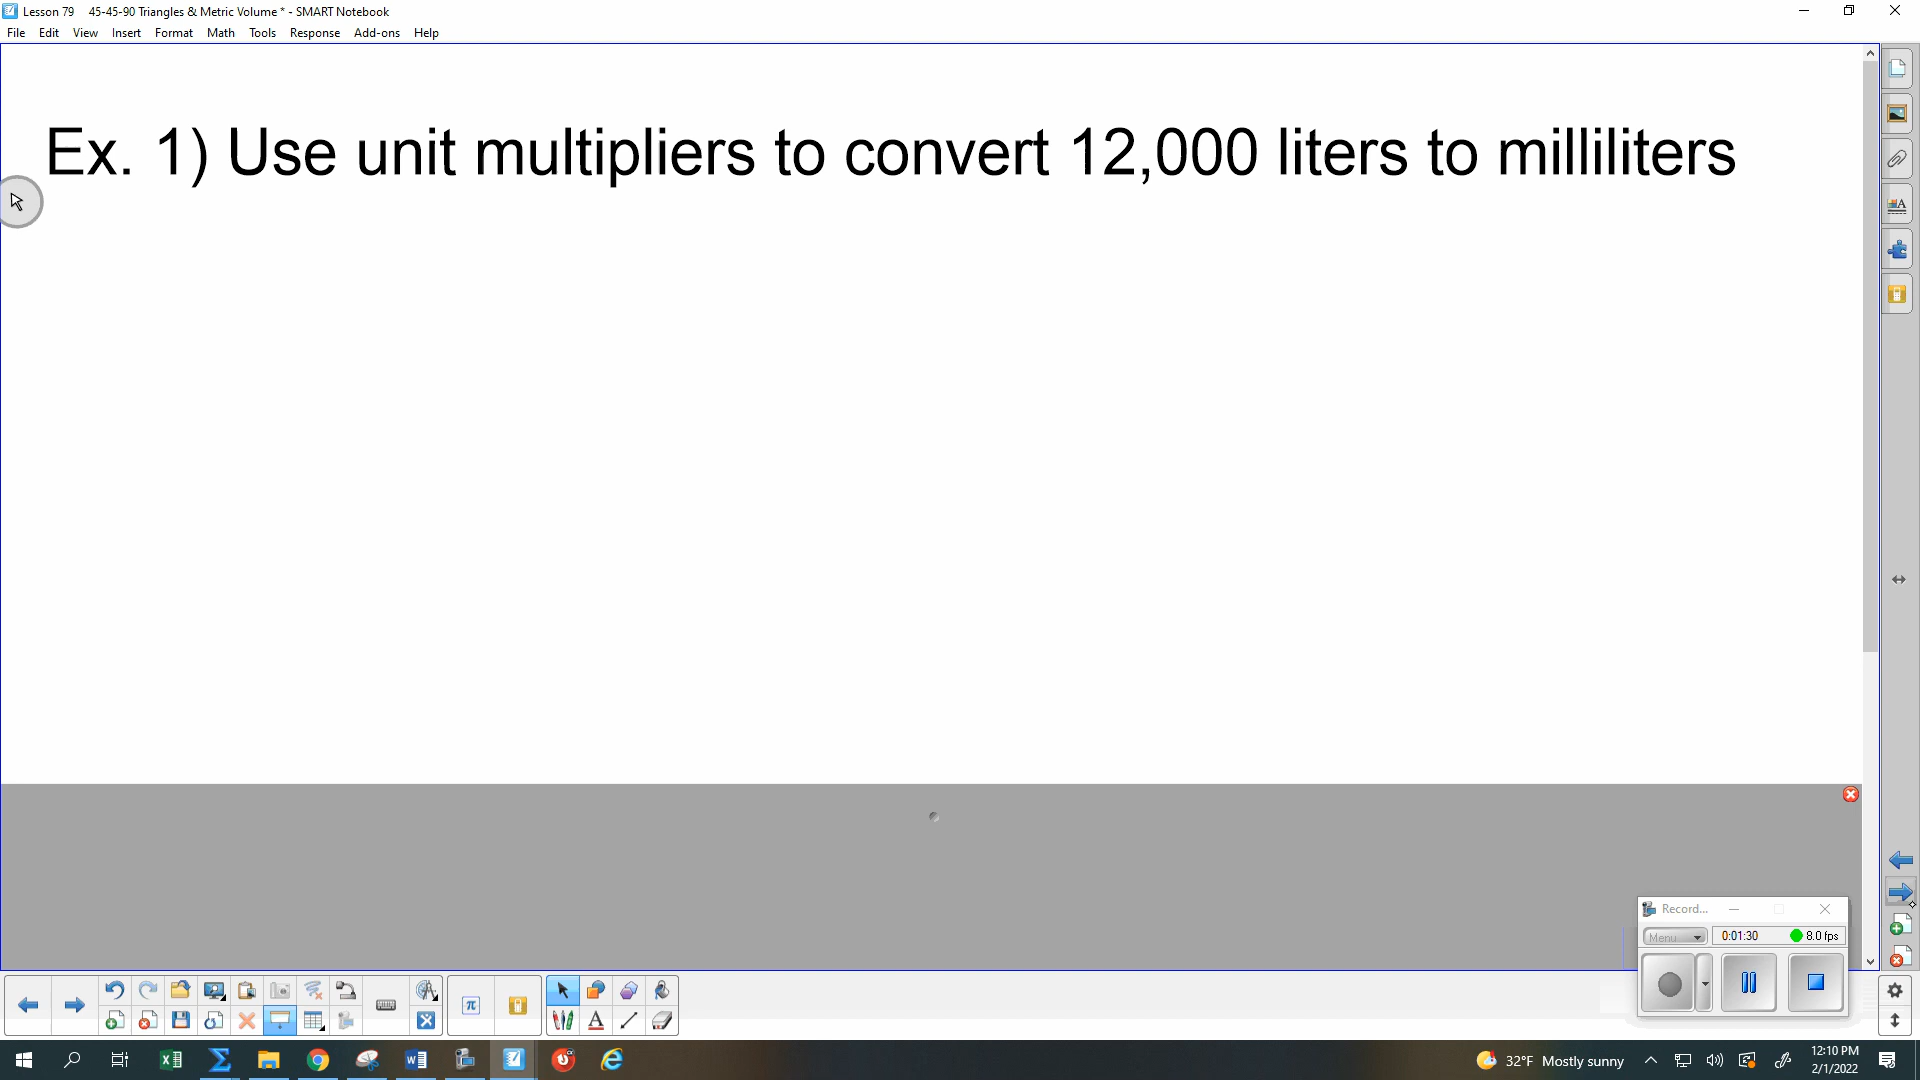 Lesson 79 45-45-90 Triangles & Metric Volume * - SMART Notebook
File Edit View Insert Format Math Tools Response Add-ons Help
Ex. 1) Use unit multipliers to convert 12,000 liters to milliliters
Record...
Menu 0:01:30 8.0 fps
32°F Mostly sunny
12:10 PM
2/1/2022